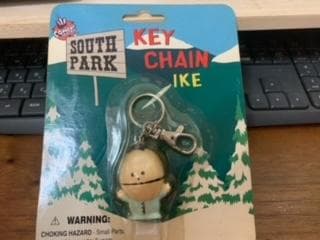 SOUTH
PARK
KEY
CHAIN
IKE
WARNING:
CHOKING HAZARD - Small Parts.